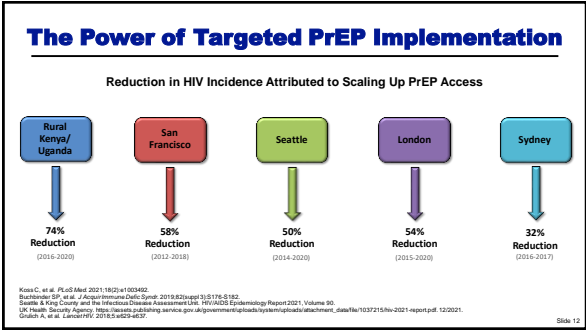 The Power of Targeted PrEP Implementation
Reduction in HIV Incidence Attributed to Scaling Up PrEP Access
Rural
Kenya/
Uganda
San
Francisco
Seattle
London
Sydney
74%
Reduction
(2016-2020)
58%
Reduction
(2012-2018)
50%
Reduction
(2014-2020)
54%
Reduction
(2015-2020)
32%
Reduction
(2016-2017)
Koss C, et al. PLoS Med. 2021;18(2):e1003492.
Buchbinder SP, et al. J Acquir Immune Defic Syndr. 2019;82(suppl 3):S176-S182.
Seattle & King County and the Infectious Disease Assessment Unit. HIV/AIDS Epidemiology Report 2021, Volume 90.
UK Health Security Agency. https://assets.publishing.service.gov.uk/government/uploads/system/uploads/attachment_data/file/1037215/hiv-2021-report.pdf. 12/2021.
Grulich A, et al. Lancet HIV. 2018;5:e629-e637.
Slide 12